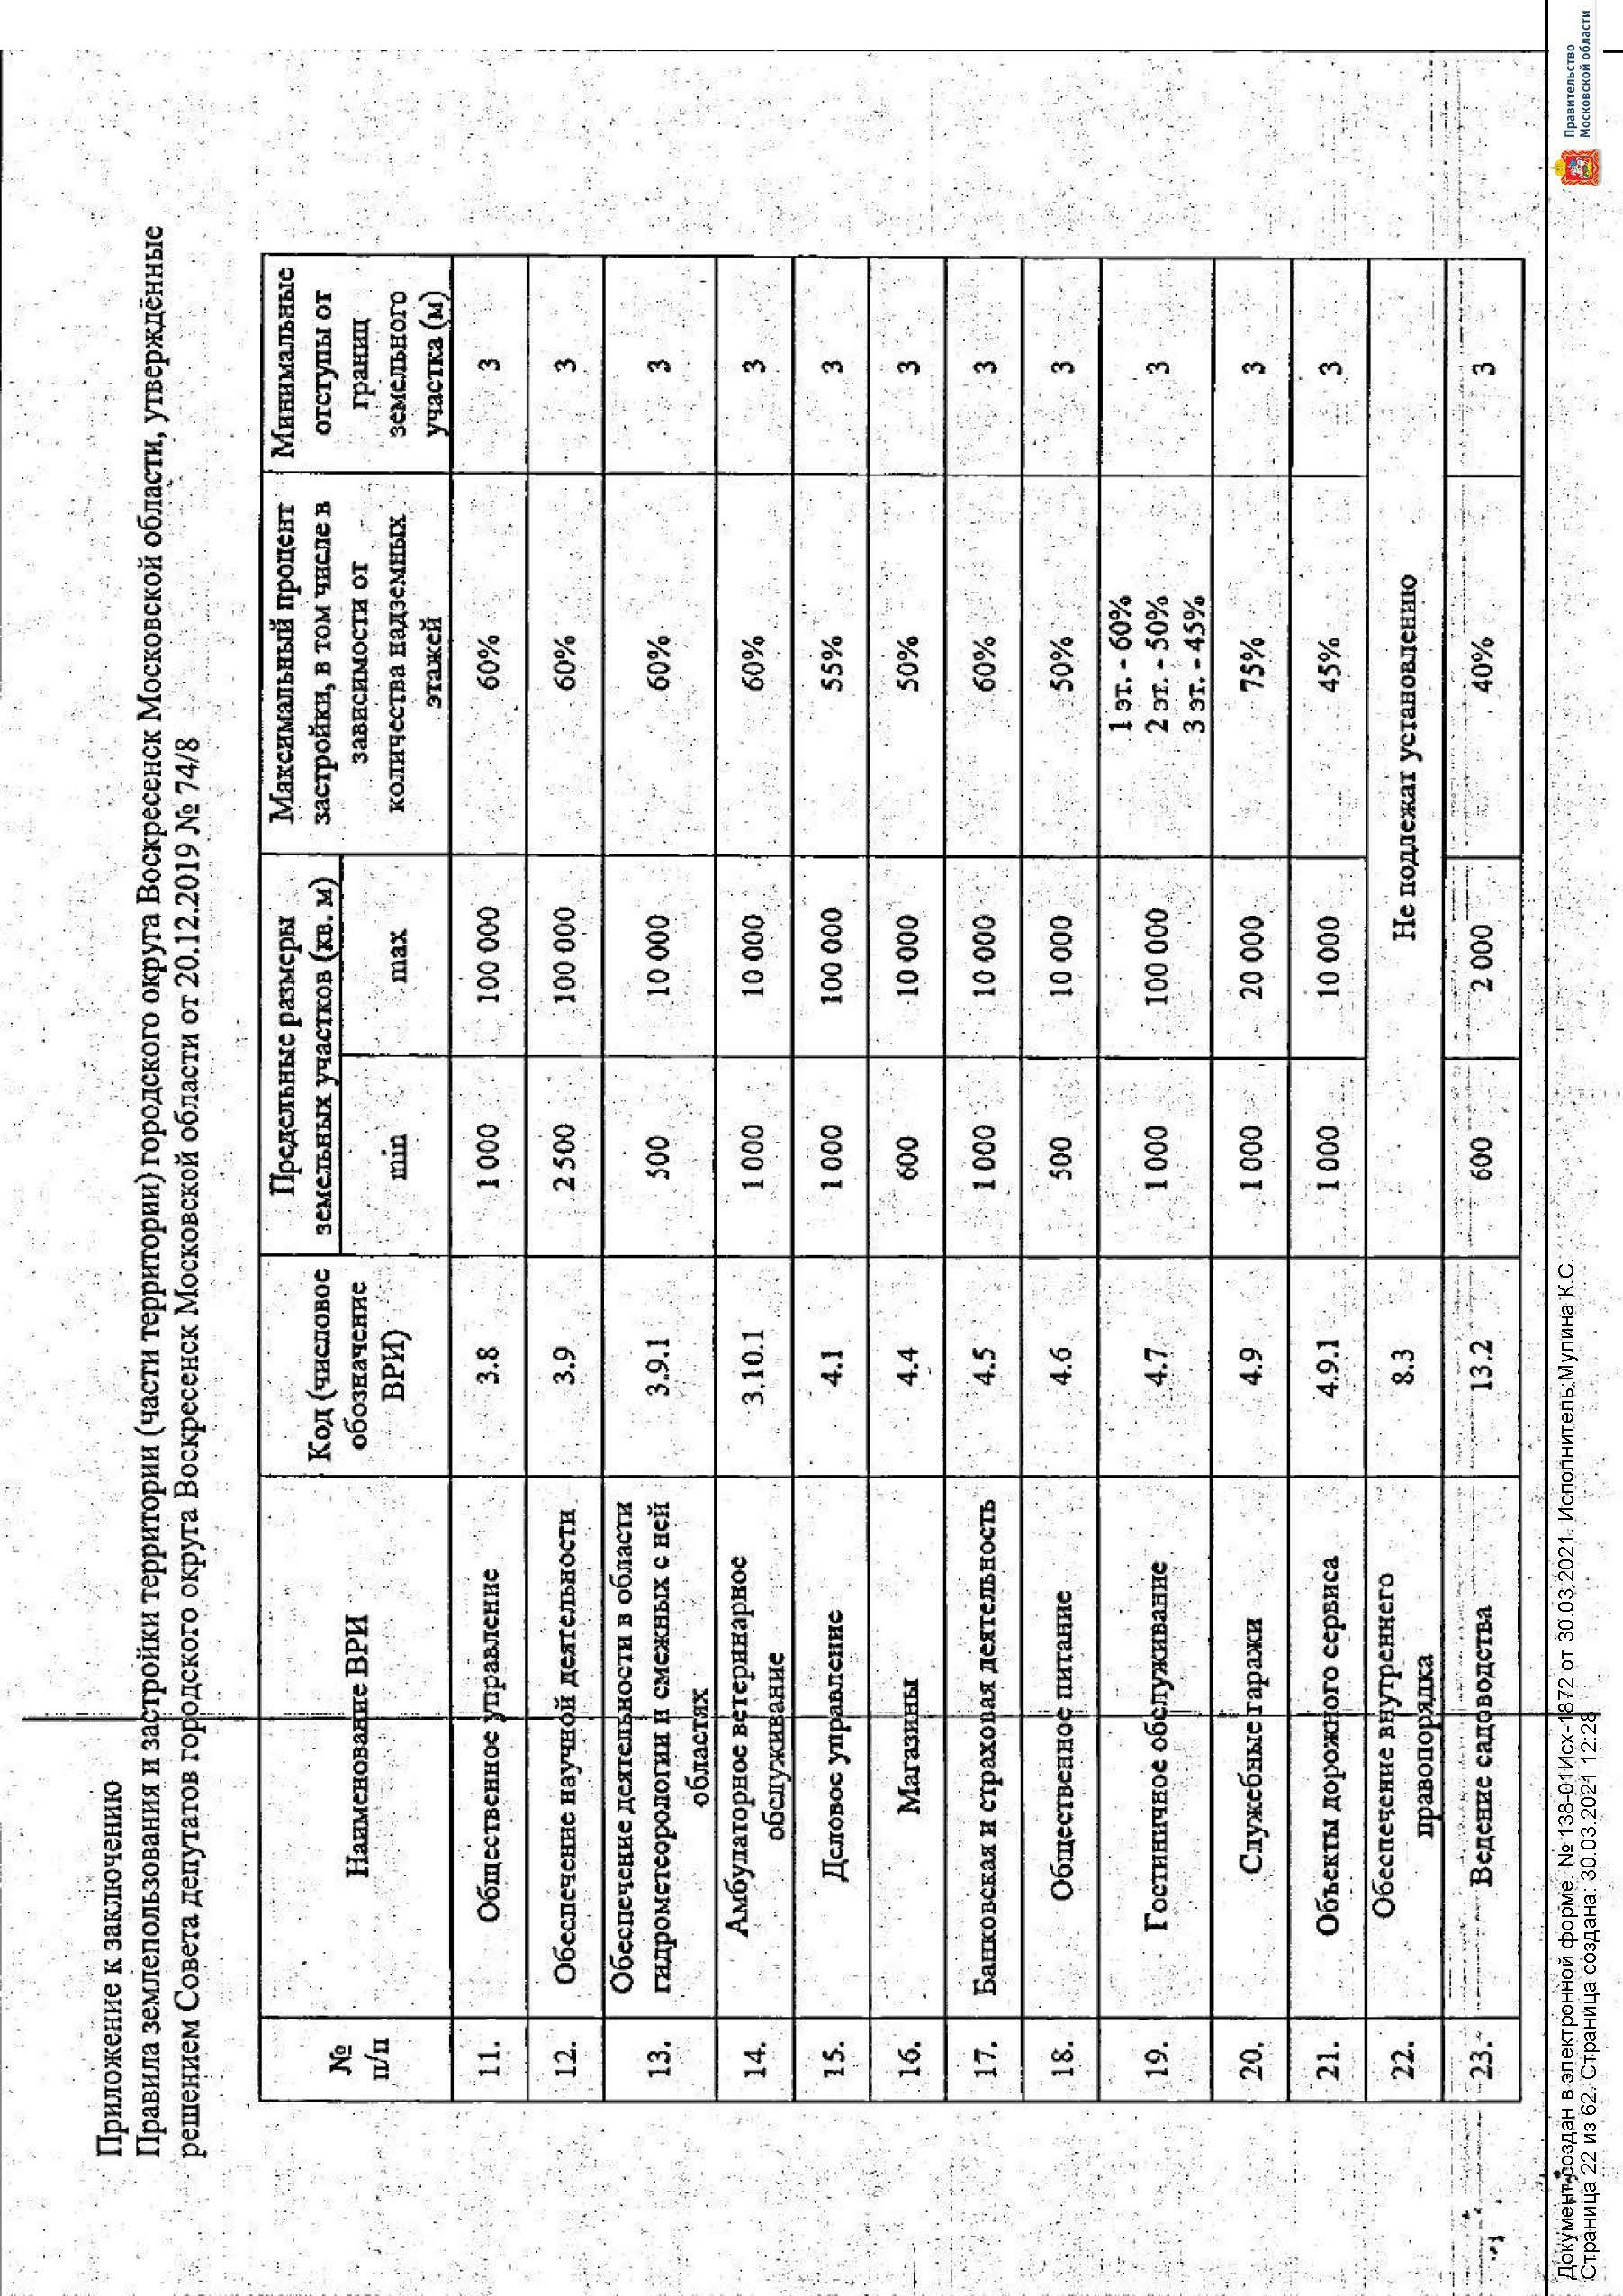 Приложение к заключению
Правила землепользования и застройки территории (части территории) городского округа Воскресенск Московской области, утверждённые
решением Совета депутатов городского округа Воскресенск Московской области от 20.12.2019 № 74/8
№ п/п Наименование ВРИ Код (числовое обозначение ВРИ) Предельные размеры земельных участков (кв. м) Максимальный процент застройки, в том числе в зависимости от количества надземных этажей Минимальные отступы от границ земельного участка (м)
min max
11. Общественное управление 3.8 1 000 100 000 60% 3
12. Обеспечение научной деятельности 3.9 2 500 100 000 60% 3
13. Обеспечение деятельности в области гидрометеорологии и смежных с ней областях 3.9.1 500 10 000 60% 3
14. Амбулаторное ветеринарное обслуживание 3.10.1 1 000 10 000 60% 3
15. Деловое управление 4.1 1 000 100 000 55% 3
16. Магазины 4.4 600 10 000 50% 3
17. Банковская и страховая деятельность 4.5 1 000 10 000 60% 3
18. Общественное питание 4.6 500 10 000 50% 3
19. Гостиничное обслуживание 4.7 1 000 100 000 1 эт. - 60% 2 эт. - 50% 3 эт. - 45% 3
20. Служебные гаражи 4.9 1 000 20 000 75% 3
21. Объекты дорожного сервиса 4.9.1 1 000 10 000 45% 3
22. Обеспечение внутреннего правопорядка 8.3 Не подлежат установлению
23. Ведение садоводства 13.2 600 2 000 40% 3
Документ создан в электронной форме. № 138-01Исх-1872 от 30.03.2021. Исполнитель:Мулина К.С.
Страница 22 из 62. Страница создана: 30.03.2021 12:28
Правительство
Московской области